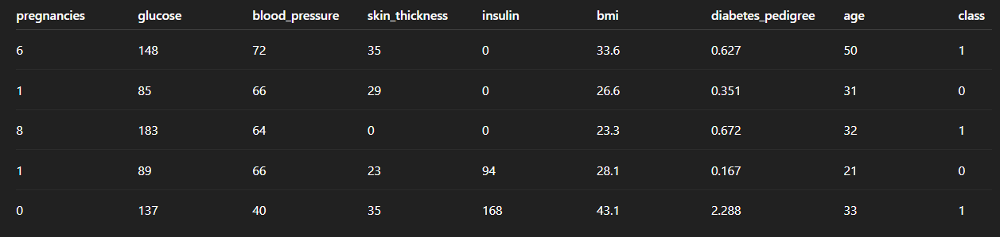 pregnancies glucose blood_pressure skin_thickness insulin bmi diabetes_pedigree age class
6 148 72 35 0 33.6 0.627 50 1
1 85 66 29 0 26.6 0.351 31 0
8 183 64 0 0 23.3 0.672 32 1
1 89 66 23 94 28.1 0.167 21 0
0 137 40 35 168 43.1 2.288 33 1